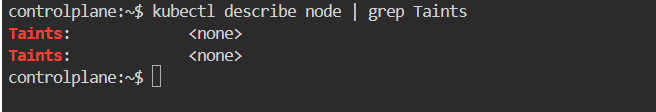 controlplane:~$ kubectl describe node | grep Taints
Taints:             <none>
Taints:             <none>
controlplane:~$